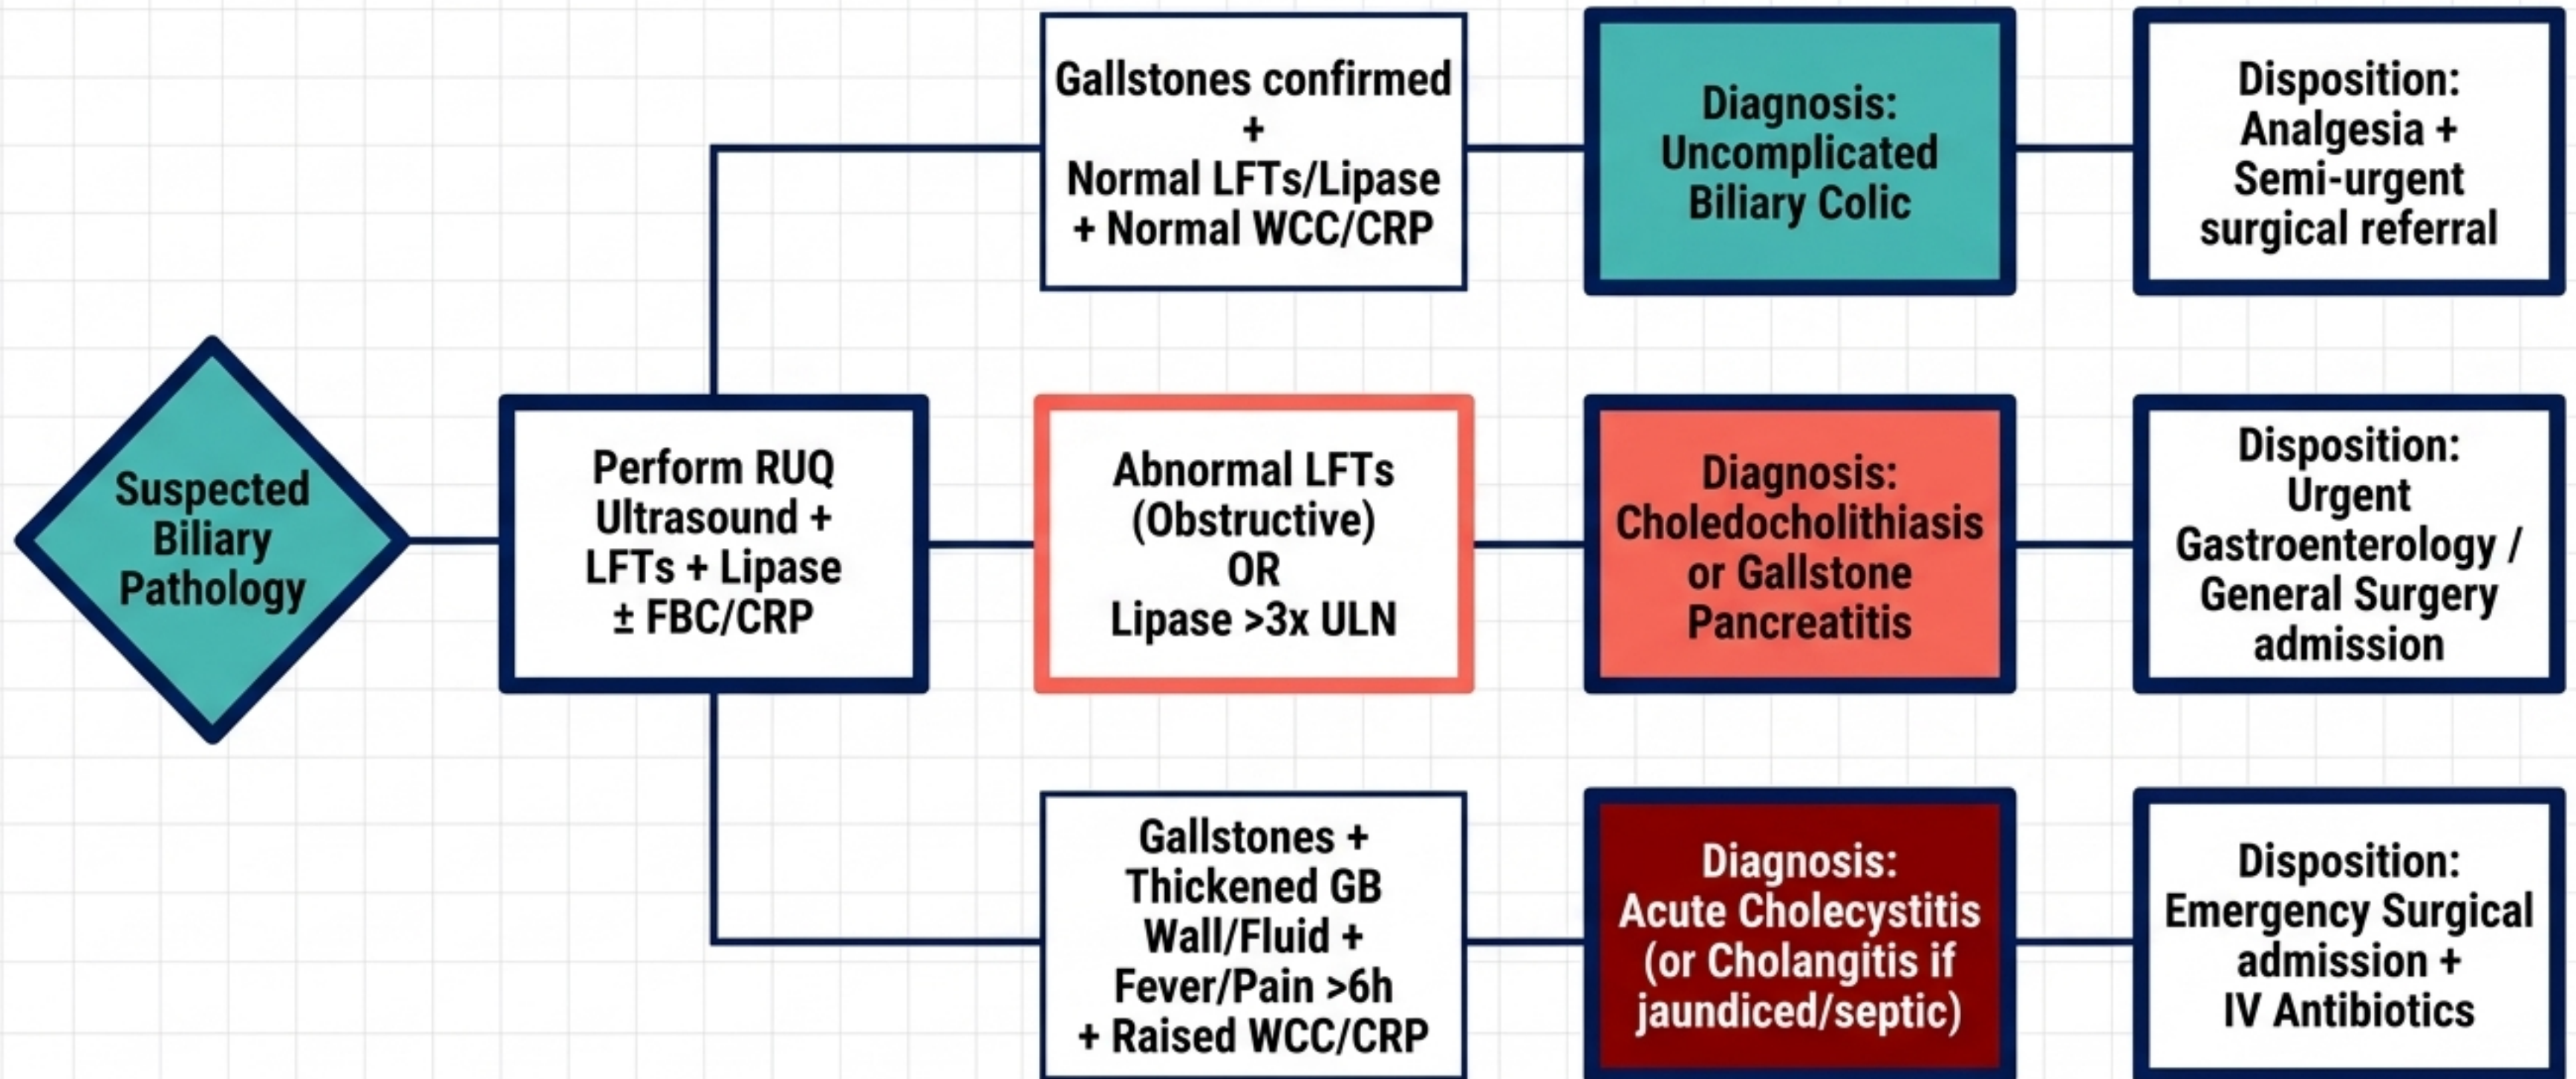 Suspected
Biliary
Pathology
Perform RUQ
Ultrasound +
LFTs + Lipase
± FBC/CRP
Gallstones confirmed
+
Normal LFTs/Lipase
+ Normal WCC/CRP
Diagnosis:
Uncomplicated
Biliary Colic
Disposition:
Analgesia +
Semi-urgent
surgical referral
Abnormal LFTs
(Obstructive)
OR
Lipase >3x ULN
Diagnosis:
Choledocholithiasis
or Gallstone
Pancreatitis
Disposition:
Urgent
Gastroenterology /
General Surgery
admission
Gallstones +
Thickened GB
Wall/Fluid +
Fever/Pain >6h
+ Raised WCC/CRP
Diagnosis:
Acute Cholecystitis
(or Cholangitis if
jaundiced/septic)
Disposition:
Emergency Surgical
admission +
IV Antibiotics